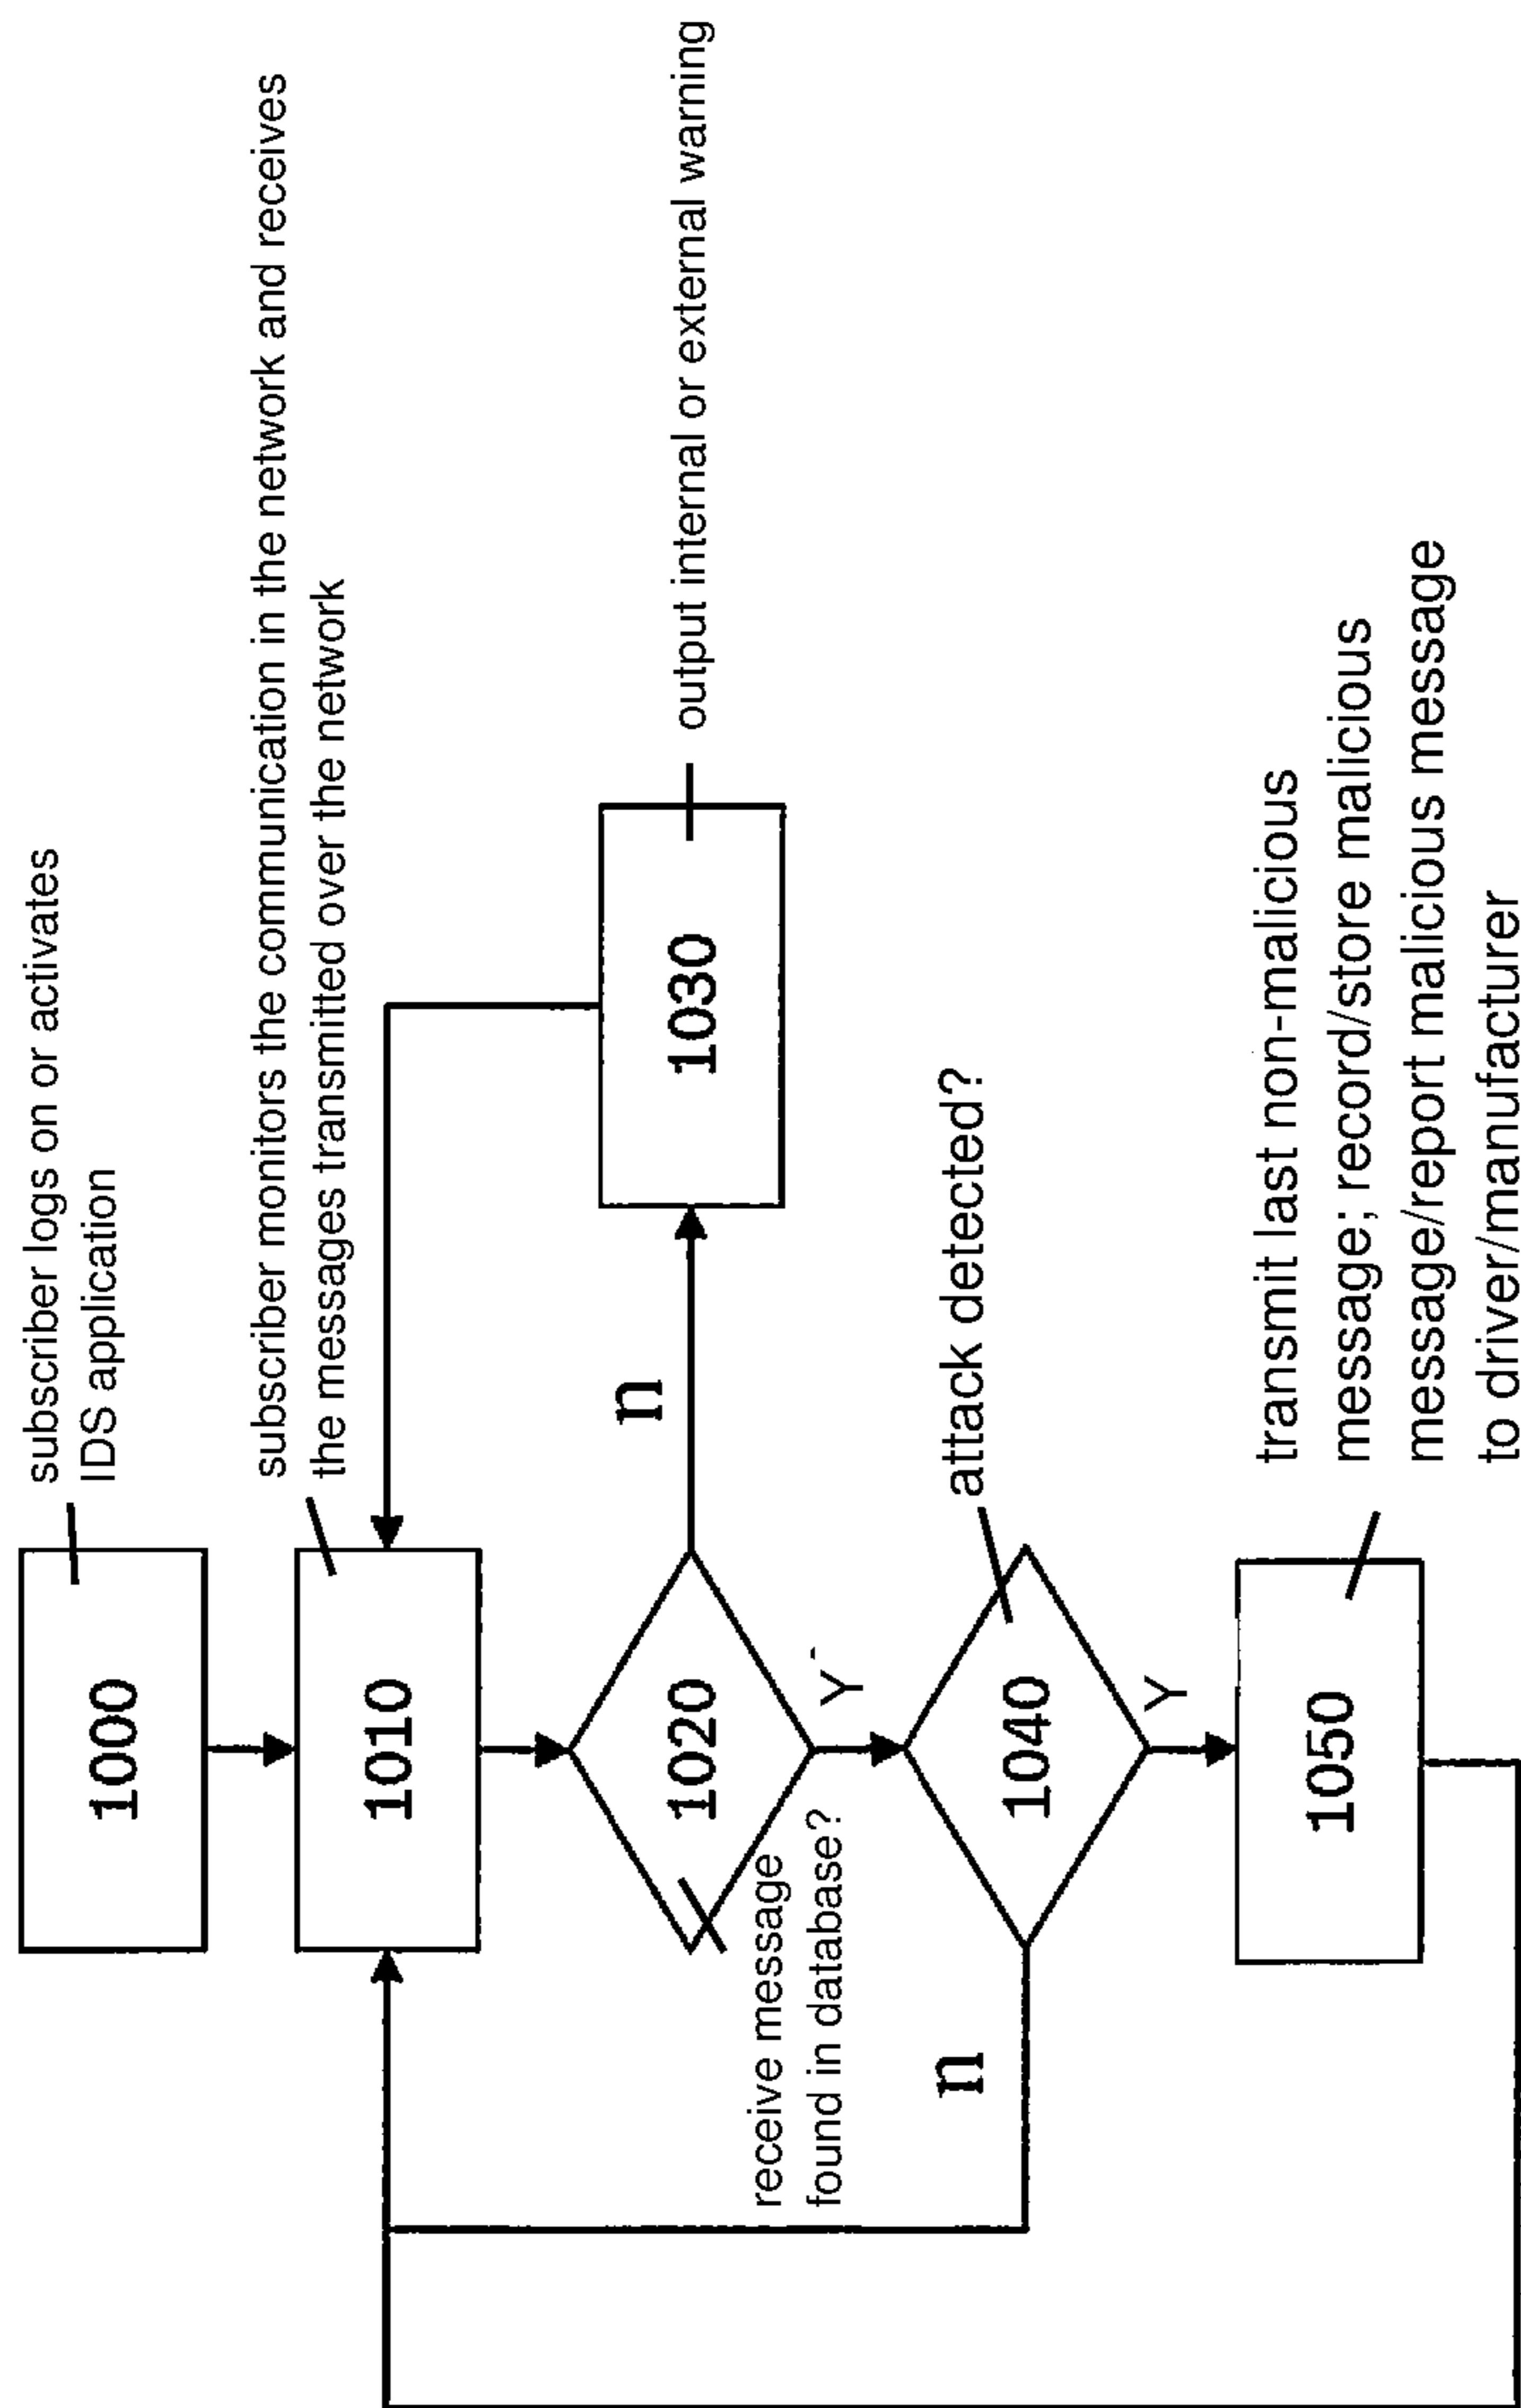 subscriber logs on or activates
IDS application
1000
subscriber monitors the communication in the network and receives
the messages transmitted over the network
1010
receive message
found in database?
1020
n
Y
output internal or external warning
1030
attack detected?
1040
n
Y
transmit last non-malicious
message; record/store malicious
message/report malicious message
to driver/manufacturer
1050